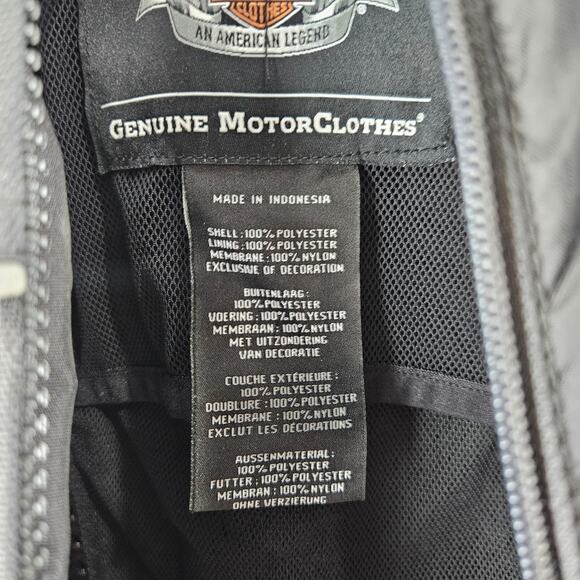 CLOTHES
AN AMERICAN LEGEND
GENUINE MOTORCLOTHES®
MADE IN INDONESIA
SHELL :100% POLYESTER
LINING :100% POLYESTER
MEMBRANE :100% NYLON
EXCLUSIVE OF DECORATION
BUITENLAAG :
100% POLYESTER
VOERING : 100% POLYESTER
MEMBRAAN : 100% NYLON
MET UITZONDERING
VAN DECORATIE
COUCHE EXTÉRIEURE :
100% POLYESTER
DOUBLURE : 100% POLYESTER
MEMBRANE : 100% NYLON
EXCLUT LES DÉCORATIONS
AUSSENMATERIAL :
100% POLYESTER
FUTTER : 100% POLYESTER
MEMBRAN : 100% NYLON
OHNE VERZIERUNG